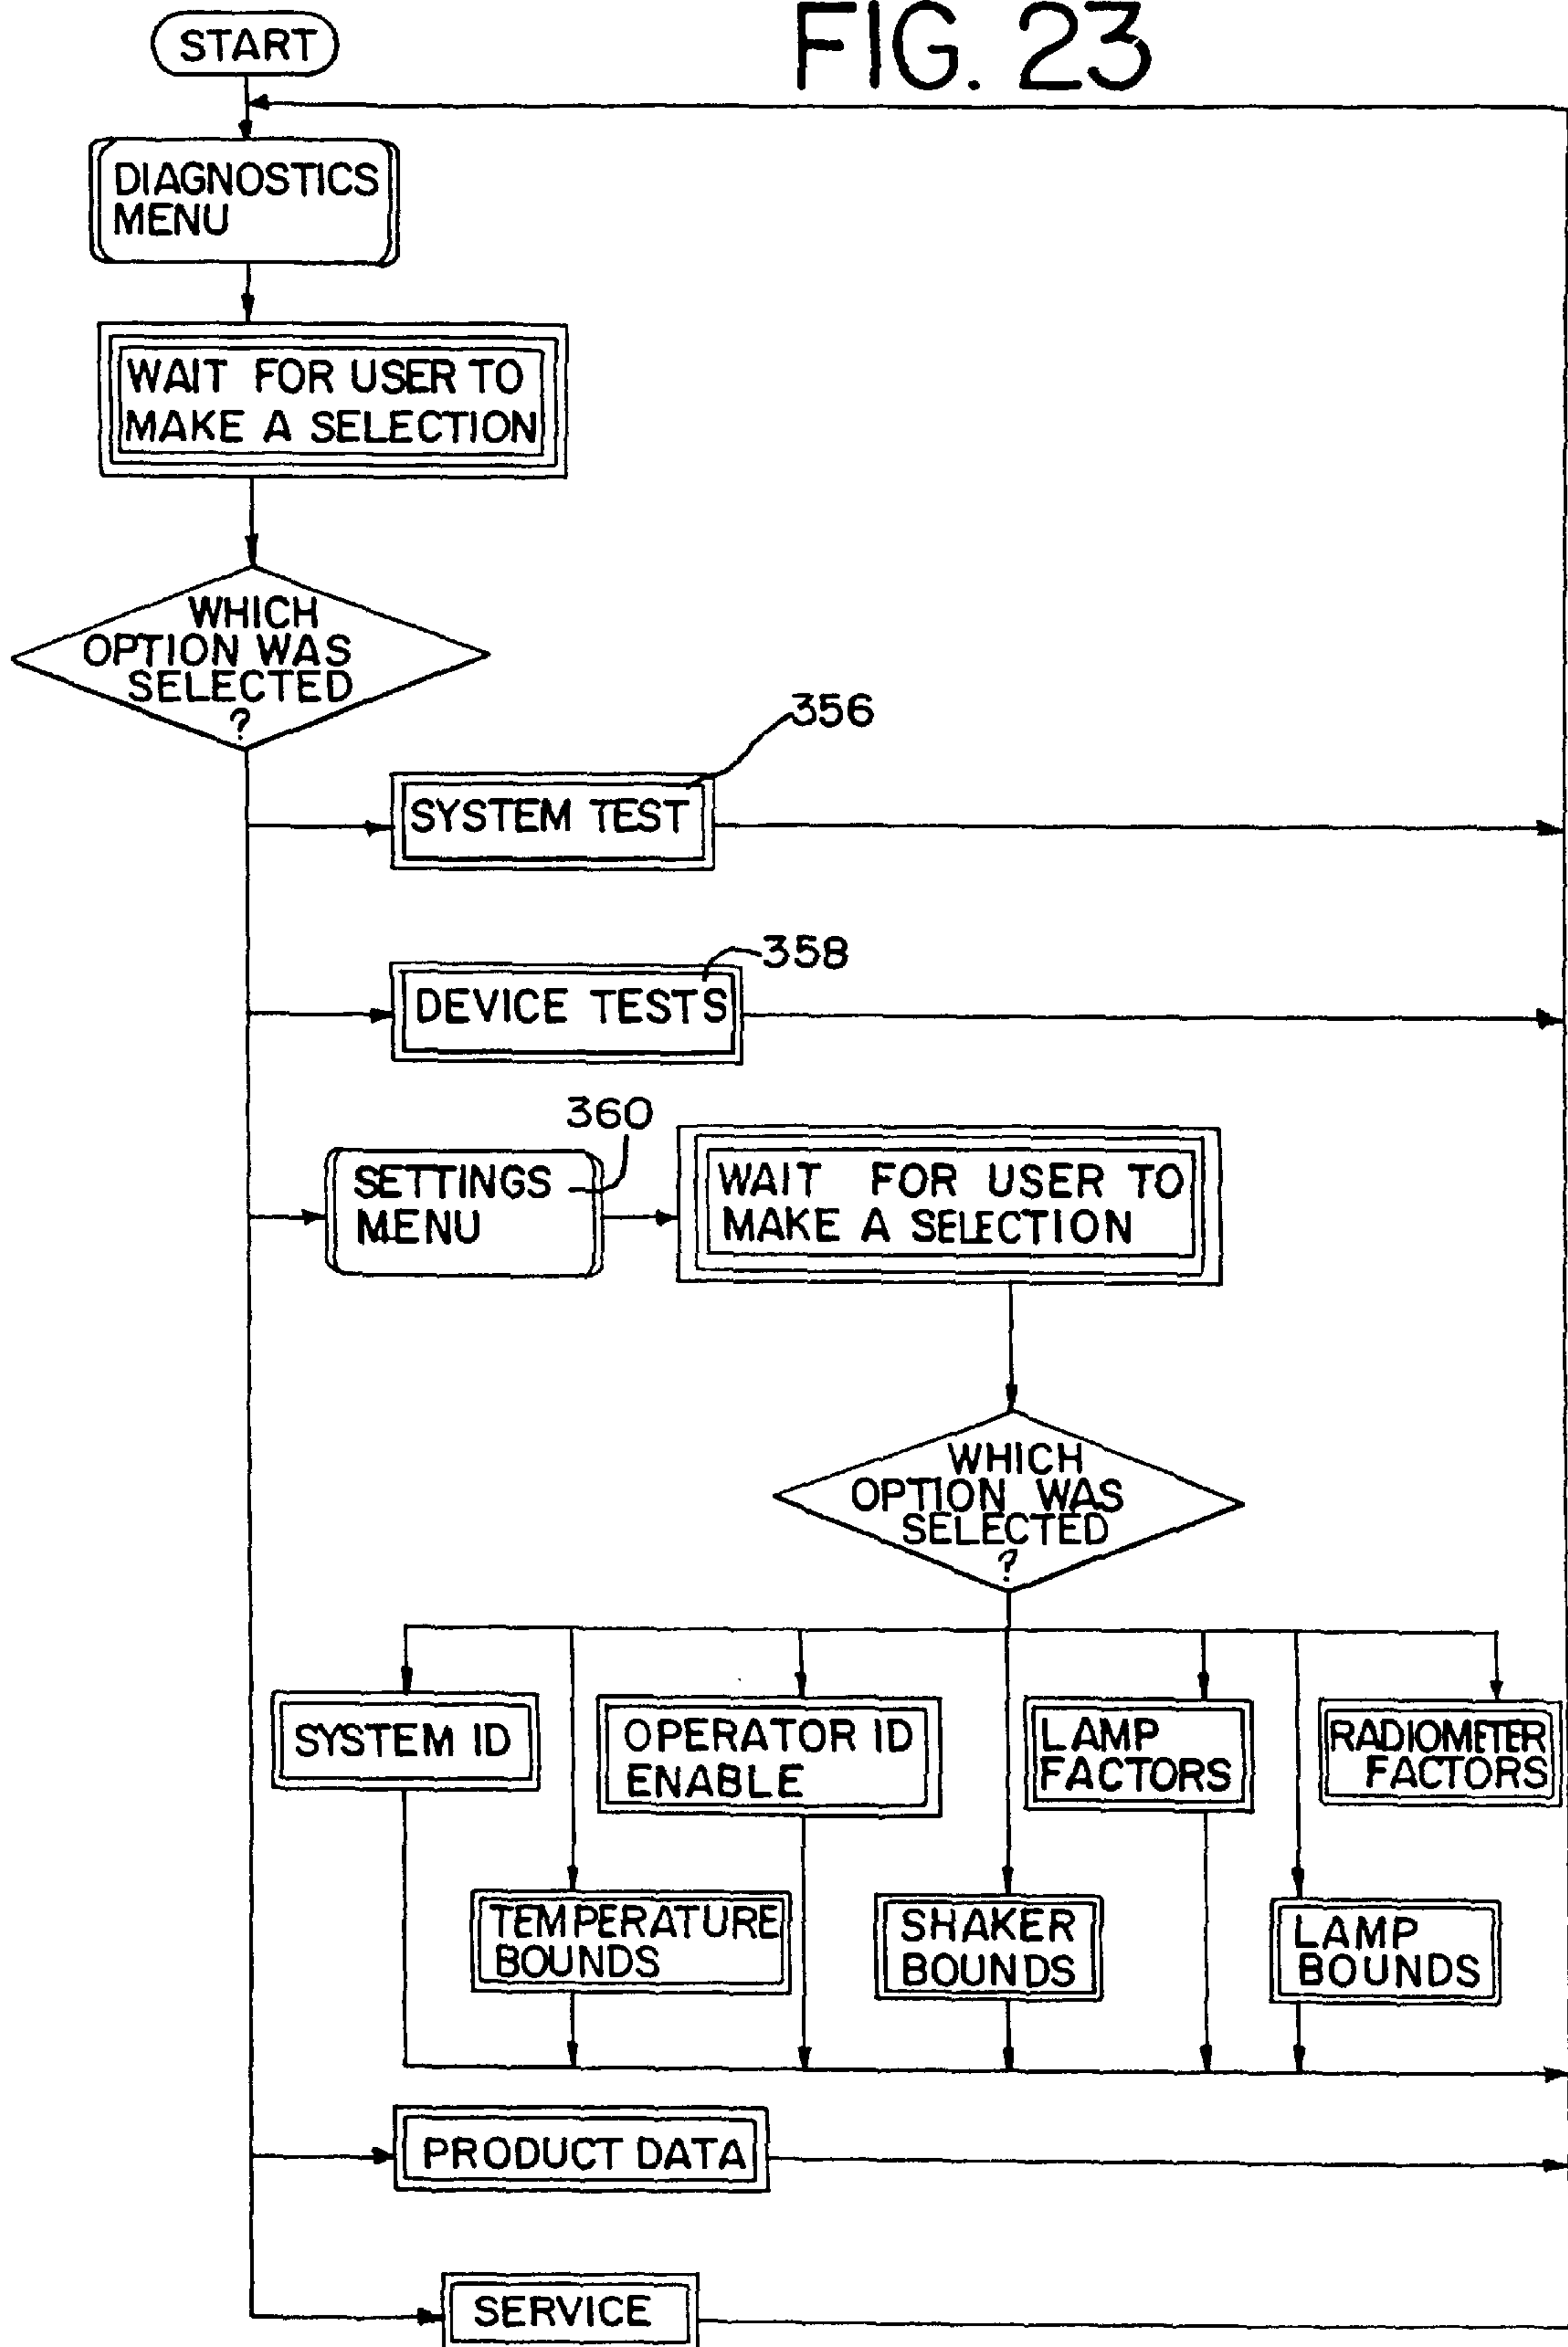 FIG. 23
START
DIAGNOSTICS
MENU
WAIT FOR USER TO
MAKE A SELECTION
WHICH
OPTION WAS
SELECTED
?
356
SYSTEM TEST
358
DEVICE TESTS
360
SETTINGS
MENU
WAIT FOR USER TO
MAKE A SELECTION
WHICH
OPTION WAS
SELECTED
?
SYSTEM ID
OPERATOR ID
ENABLE
LAMP
FACTORS
RADIOMETER
FACTORS
TEMPERATURE
BOUNDS
SHAKER
BOUNDS
LAMP
BOUNDS
PRODUCT DATA
SERVICE